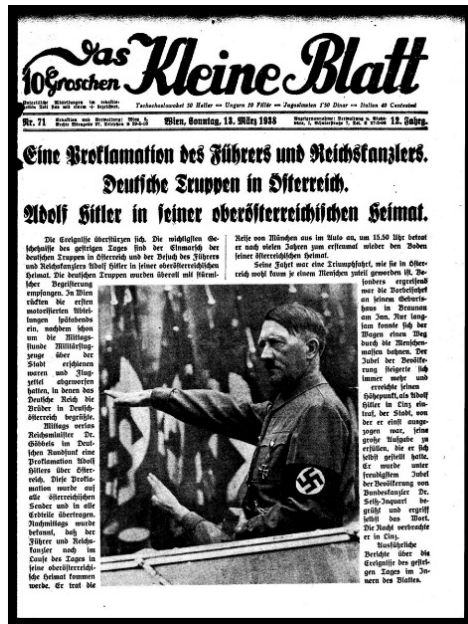 Das Kleine Blatt
10 Groschen
Tschechoslowakei 50 Heller — Ungarn 20 Fillér — Jugoslawien 1'50 Dinar — Italien 40 Centesimi
Nr. 71
Wien, Sonntag, 13. März 1938
12. Jahrg.
Eine Proklamation des Führers und Reichskanzlers.
Deutsche Truppen in Österreich.
Adolf Hitler in seiner oberösterreichischen Heimat.
Die Ereignisse überstürzen sich. Die wichtigsten Ge-
schehnisse des gestrigen Tages sind der Einmarsch der
deutschen Truppen in Österreich und der Besuch des Führers
und Reichskanzlers Adolf Hitler in seiner oberösterreichischen
Heimat. Die deutschen Truppen wurden überall mit stürmi-
scher Begeisterung
empfangen. In Wien
rückten die ersten
motorisierten Abtei-
lungen spätabends
ein, nachdem schon
um die Mittags-
stunde Militärflug-
zeuge über der
Stadt erschienen
waren und Flug-
zettel abgeworfen
hatten, in denen das
Deutsche Reich die
Brüder in Deutsch-
österreich begrüßte.
Mittags verlas
Reichsminister Dr.
Göbbels im Deut-
schen Rundfunk eine
Proklamation Adolf
Hitlers über Öster-
reich. Diese Prokla-
mation wurde auf
alle österreichischen
Sender und in alle
Erdteile übertragen.
Nachmittags wurde
bekannt, daß der
Führer und Reichs-
kanzler noch im
Laufe des Tages in
seine oberösterreichi-
sche Heimat kommen
werde. Er trat die
Reise von München aus im Auto an, um 15.50 Uhr betrat
er nach vielen Jahren zum erstenmal wieder den Boden
seiner österreichischen Heimat.
Seine Fahrt war eine Triumphfahrt, wie sie in Öster-
reich wohl kaum je einem Menschen zuteil geworden ist. Be-
sonders ergreifend
war die Vorbeifahrt
an seinem Geburts-
haus in Braunau
am Inn. Nur lang-
sam konnte sich der
Wagen einen Weg
durch die Menschen-
massen bahnen. Der
Jubel der Bevölke-
rung steigerte sich
immer mehr und
erreichte seinen
Höhepunkt, als Adolf
Hitler in Linz ein-
traf, der Stadt, von
der er einst ausge-
zogen war, seine
große Aufgabe zu
erfüllen, die er sich
selbst gestellt hatte.
Er wurde unter
freudigstem Jubel
der Bevölkerung von
Bundeskanzler Dr.
Seyß-Inquart be-
grüßt und ergriff
selbst das Wort.
Die Nacht verbrachte
er in Linz.
Ausführliche
Berichte über die
Ereignisse des gestri-
gen Tages im In-
nern des Blattes.